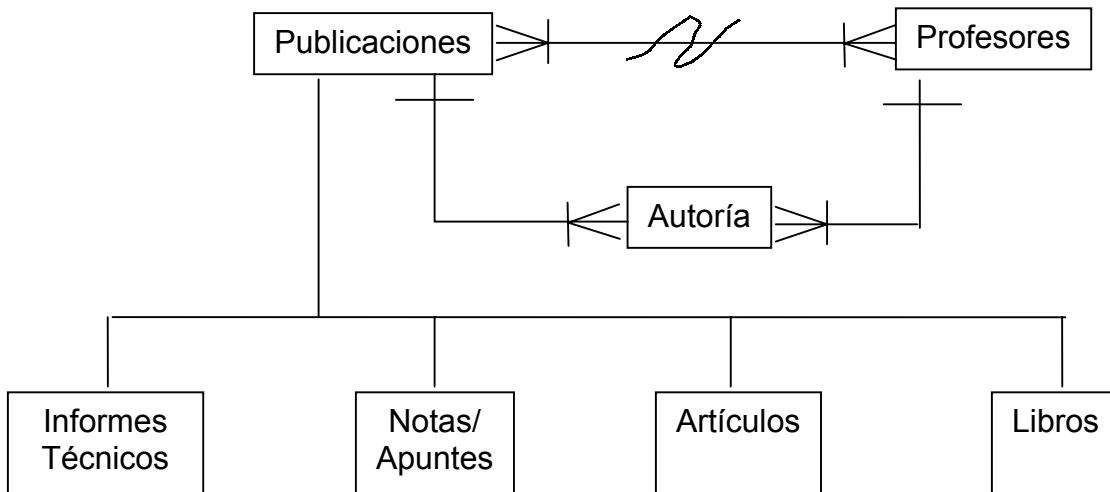 Publicaciones
Profesores
Autoría
Informes
Técnicos
Notas/
Apuntes
Artículos
Libros